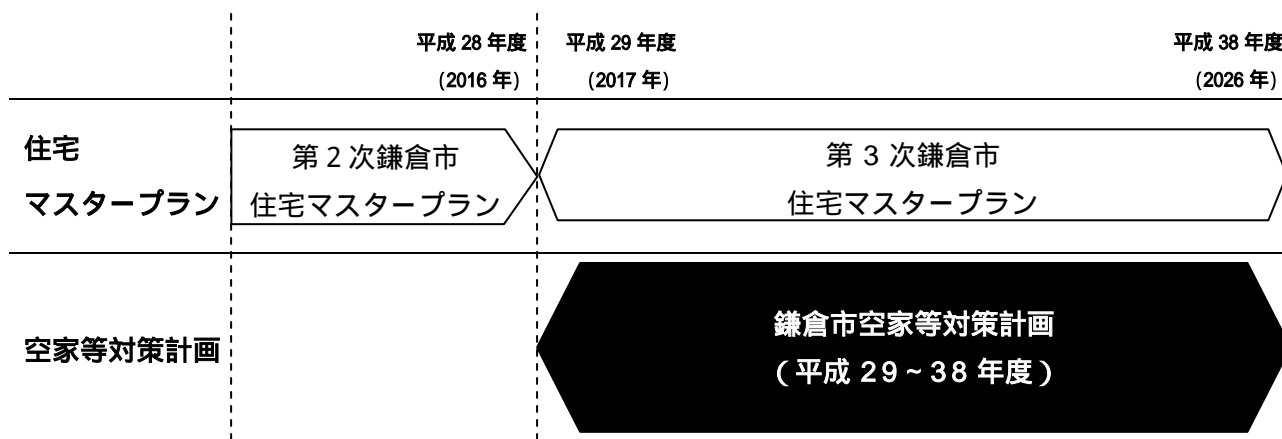 平成 28 年度
(2016 年)
平成 29 年度
(2017 年)
平成 38 年度
(2026 年)
住宅
マスタープラン
第２次鎌倉市
住宅マスタープラン
第 3 次鎌倉市
住宅マスタープラン
空家等対策計画
鎌倉市空家等対策計画
（平成 29～38 年度）